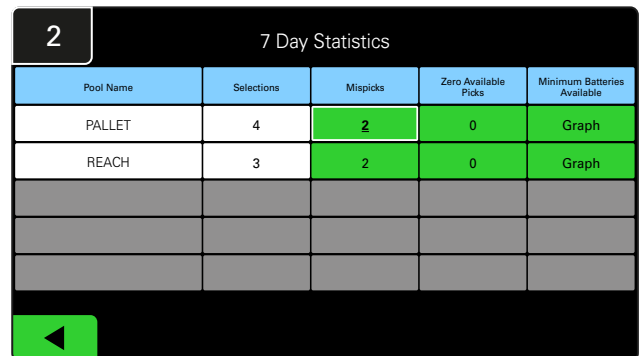 2
7 Day Statistics
Pool Name Selections Mispicks Zero Available Picks Minimum Batteries Available
PALLET 4 2 0 Graph
REACH 3 2 0 Graph